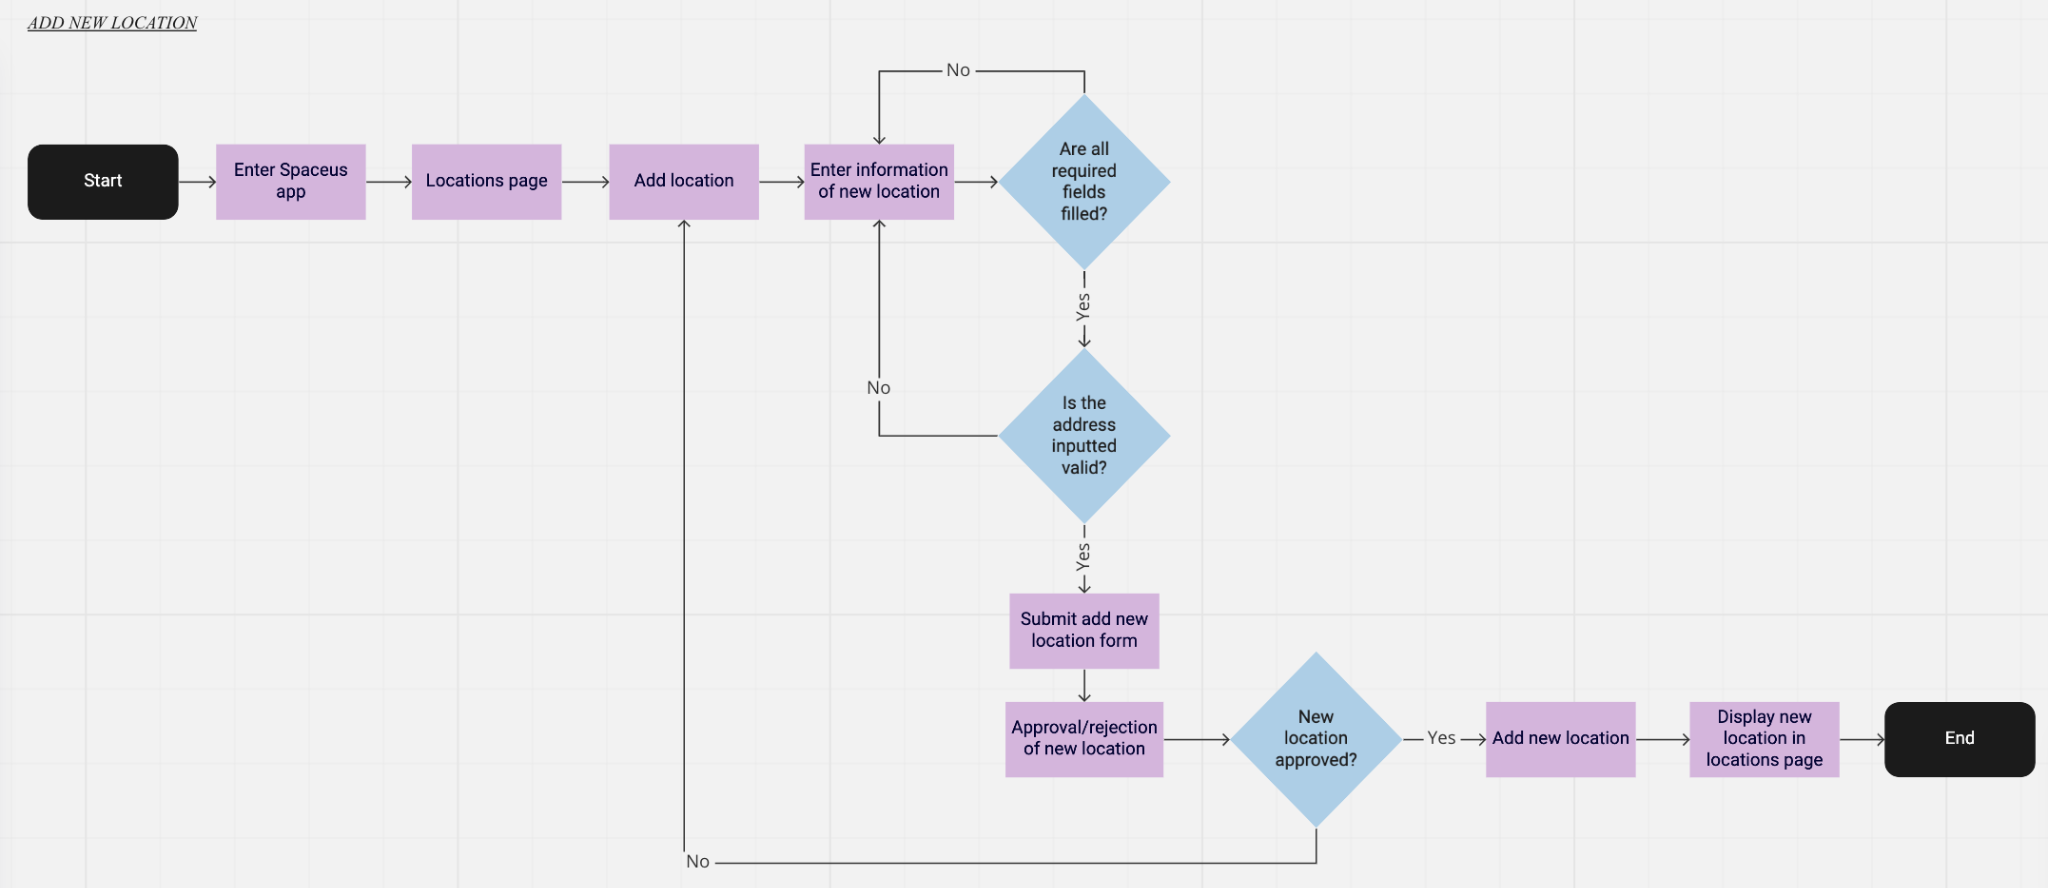 ADD NEW LOCATION
No
Start
Enter Spaceus
app
Locations page
Add location
Enter information
of new location
Are all
required
fields
filled?
Yes
No
Is the
address
inputted
valid?
Yes
Submit add new
location form
Approval/rejection
of new location
New
location
approved?
Yes
Add new location
Display new
location in
locations page
End
No